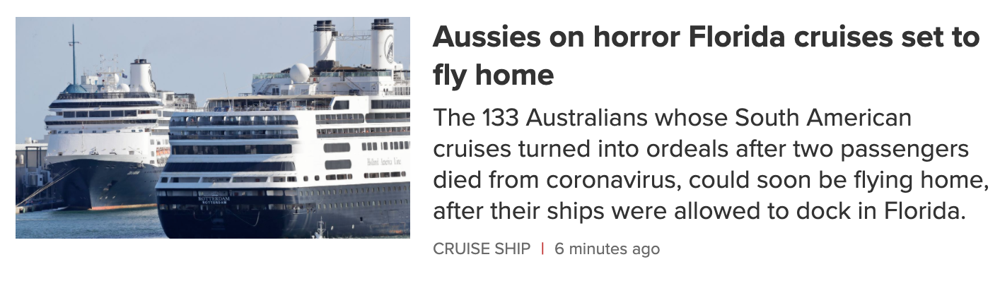 Aussies on horror Florida cruises set to
fly home
The 133 Australians whose South American
cruises turned into ordeals after two passengers
died from coronavirus, could soon be flying home,
after their ships were allowed to dock in Florida.
CRUISE SHIP | 6 minutes ago
Holland America Line
ROTTERDAM
ROTTERDAM